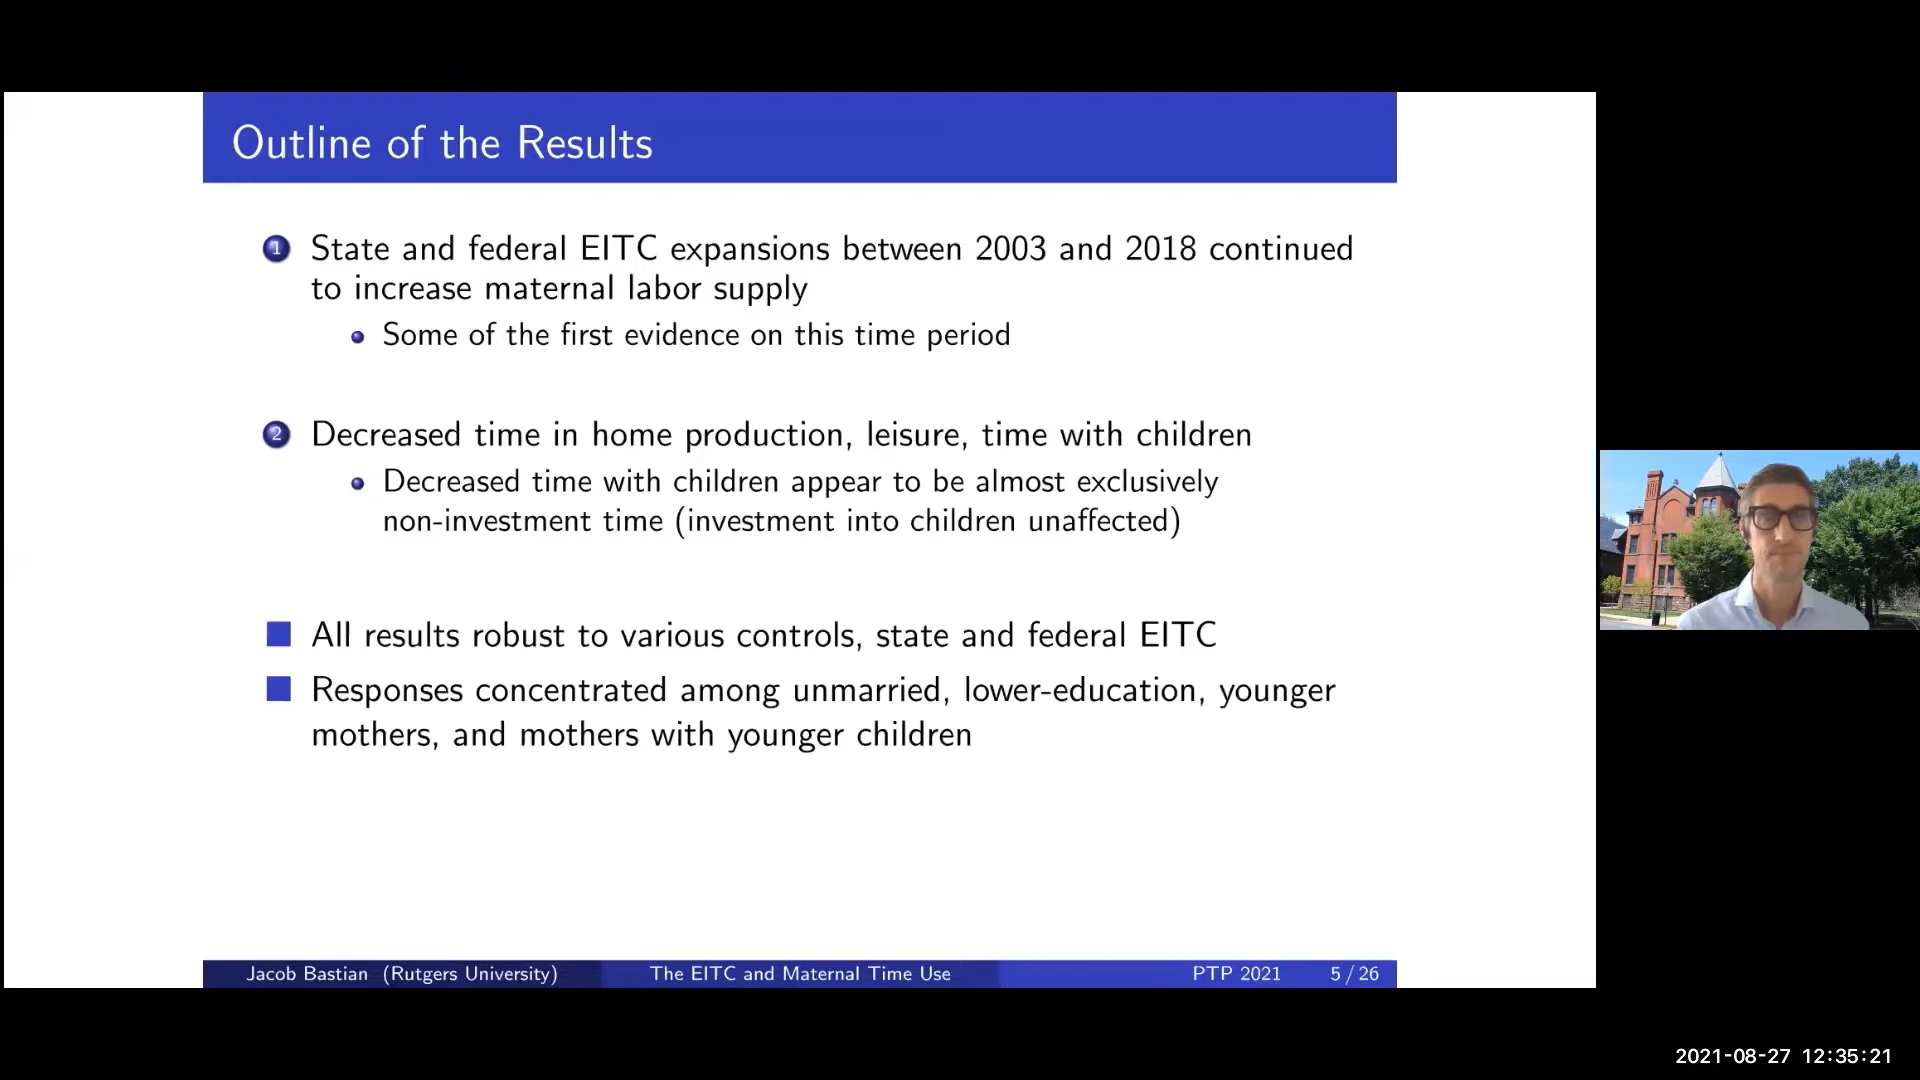 Outline of the Results
1 State and federal EITC expansions between 2003 and 2018 continued
to increase maternal labor supply
Some of the first evidence on this time period
2 Decreased time in home production, leisure, time with children
Decreased time with children appear to be almost exclusively
non-investment time (investment into children unaffected)
All results robust to various controls, state and federal EITC
Responses concentrated among unmarried, lower-education, younger
mothers, and mothers with younger children
Jacob Bastian (Rutgers University) The EITC and Maternal Time Use PTP 2021 5 / 26
2021-08-27 12:35:21